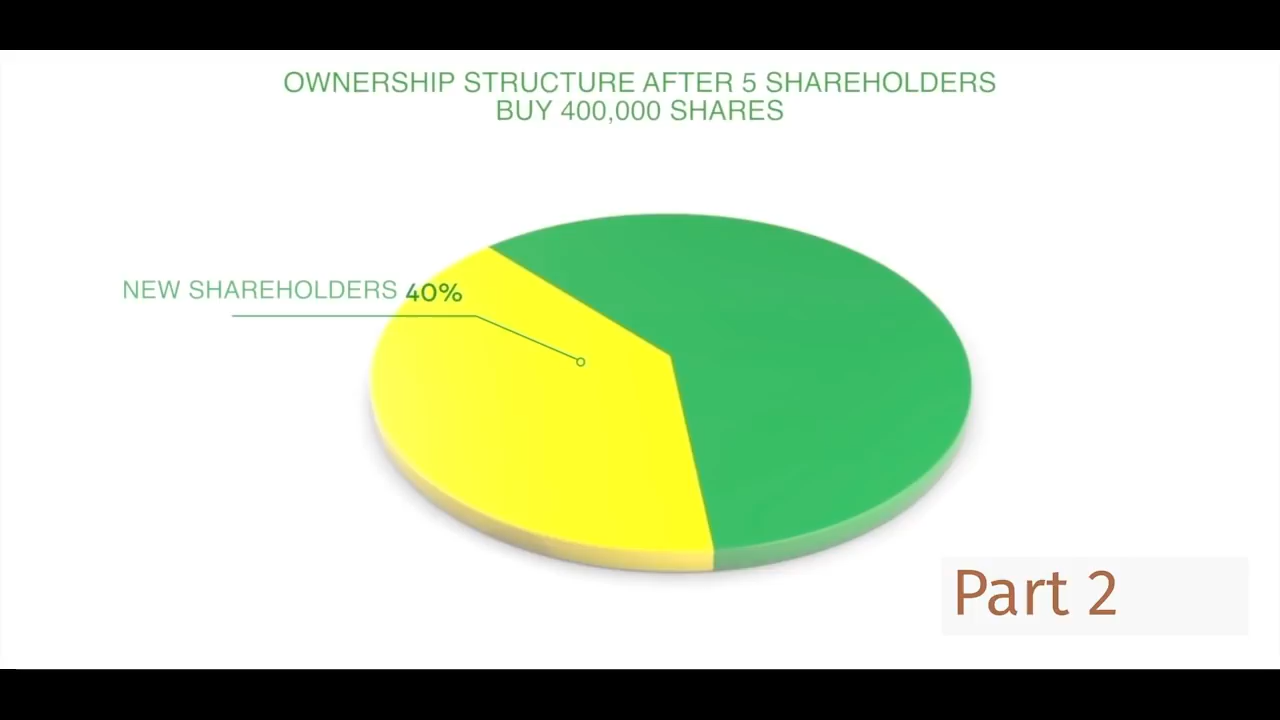 OWNERSHIP STRUCTURE AFTER 5 SHAREHOLDERS
BUY 400,000 SHARES
NEW SHAREHOLDERS 40%
Part 2